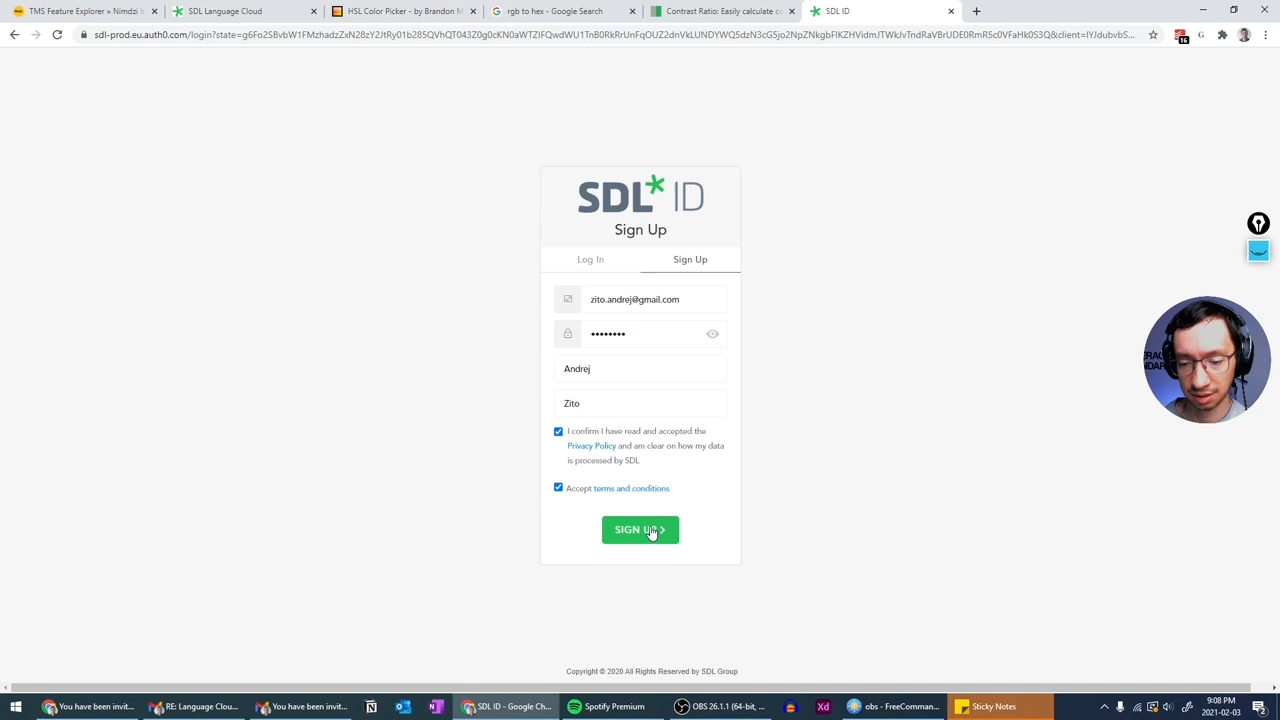 TMS Feature Explorer » Nimdzi In
SDL Language Cloud
HSL Color Picker - by Brandon M
rgb to hex - Google Search
Contrast Ratio: Easily calculate co
SDL ID
16
SDL ID
Sign Up
Log In
Sign Up
zito.andrej@gmail.com
Andrej
Zito
I confirm I have read and accepted the
Privacy Policy and am clear on how my data
is processed by SDL
Accept terms and conditions
SIGN
Copyright © 2020 All Rights Reserved by SDL Group
You have been invit...
RE: Language Clou...
You have been invit...
SDL ID - Google Ch...
Spotify Premium
OBS 26.1.1 (64-bit, ...
Xd
obs - FreeComman...
Sticky Notes
9:08 PM
2021-02-03